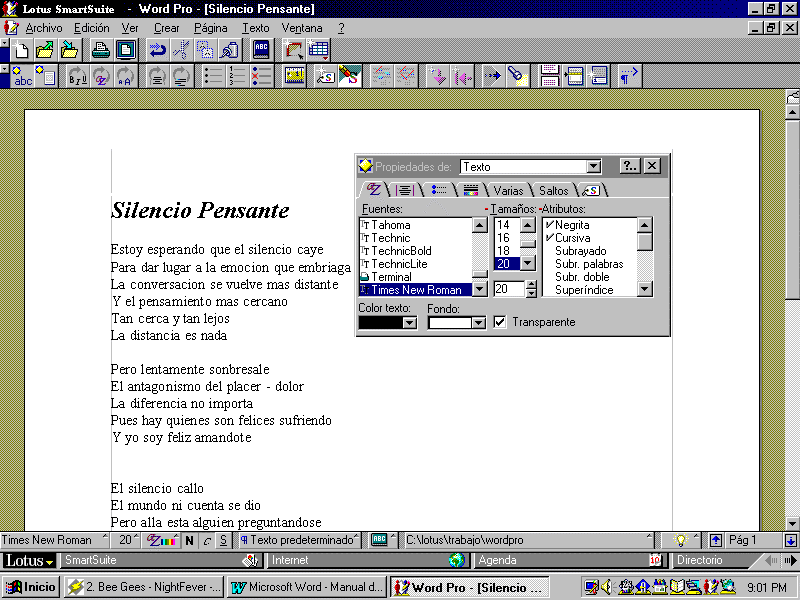 Lotus SmartSuite - Word Pro - [Silencio Pensante]
Archivo Edición Ver Crear Página Texto Ventana ?
ABC
abc
Propiedades de: Texto
Varias Saltos
Fuentes: Tamaños: Atributos:
Tahoma 14 Negrita
Technic 16 Cursiva
TechnicBold 18 Subrayado
TechnicLite 20 Subr. palabras
Terminal Subr. doble
Times New Roman 20 Superíndice
Color texto: Fondo: Transparente
Silencio Pensante
Estoy esperando que el silencio caye
Para dar lugar a la emocion que embriaga
La conversacion se vuelve mas distante
Y el pensamiento mas cercano
Tan cerca y tan lejos
La distancia es nada
Pero lentamente sonbresale
El antagonismo del placer - dolor
La diferencia no importa
Pues hay quienes son felices sufriendo
Y yo soy feliz amandote
El silencio callo
El mundo ni cuenta se dio
Pero alla esta alguien preguntandose
Times New Roman 20 N C S Texto predeterminado ABC C:\lotus\trabajo\wordpro Pág 1
Lotus SmartSuite Internet Agenda 10 Directorio
Inicio 2. Bee Gees - NightFever -... Microsoft Word - Manual d... Word Pro - [Silencio ... 9:01 PM